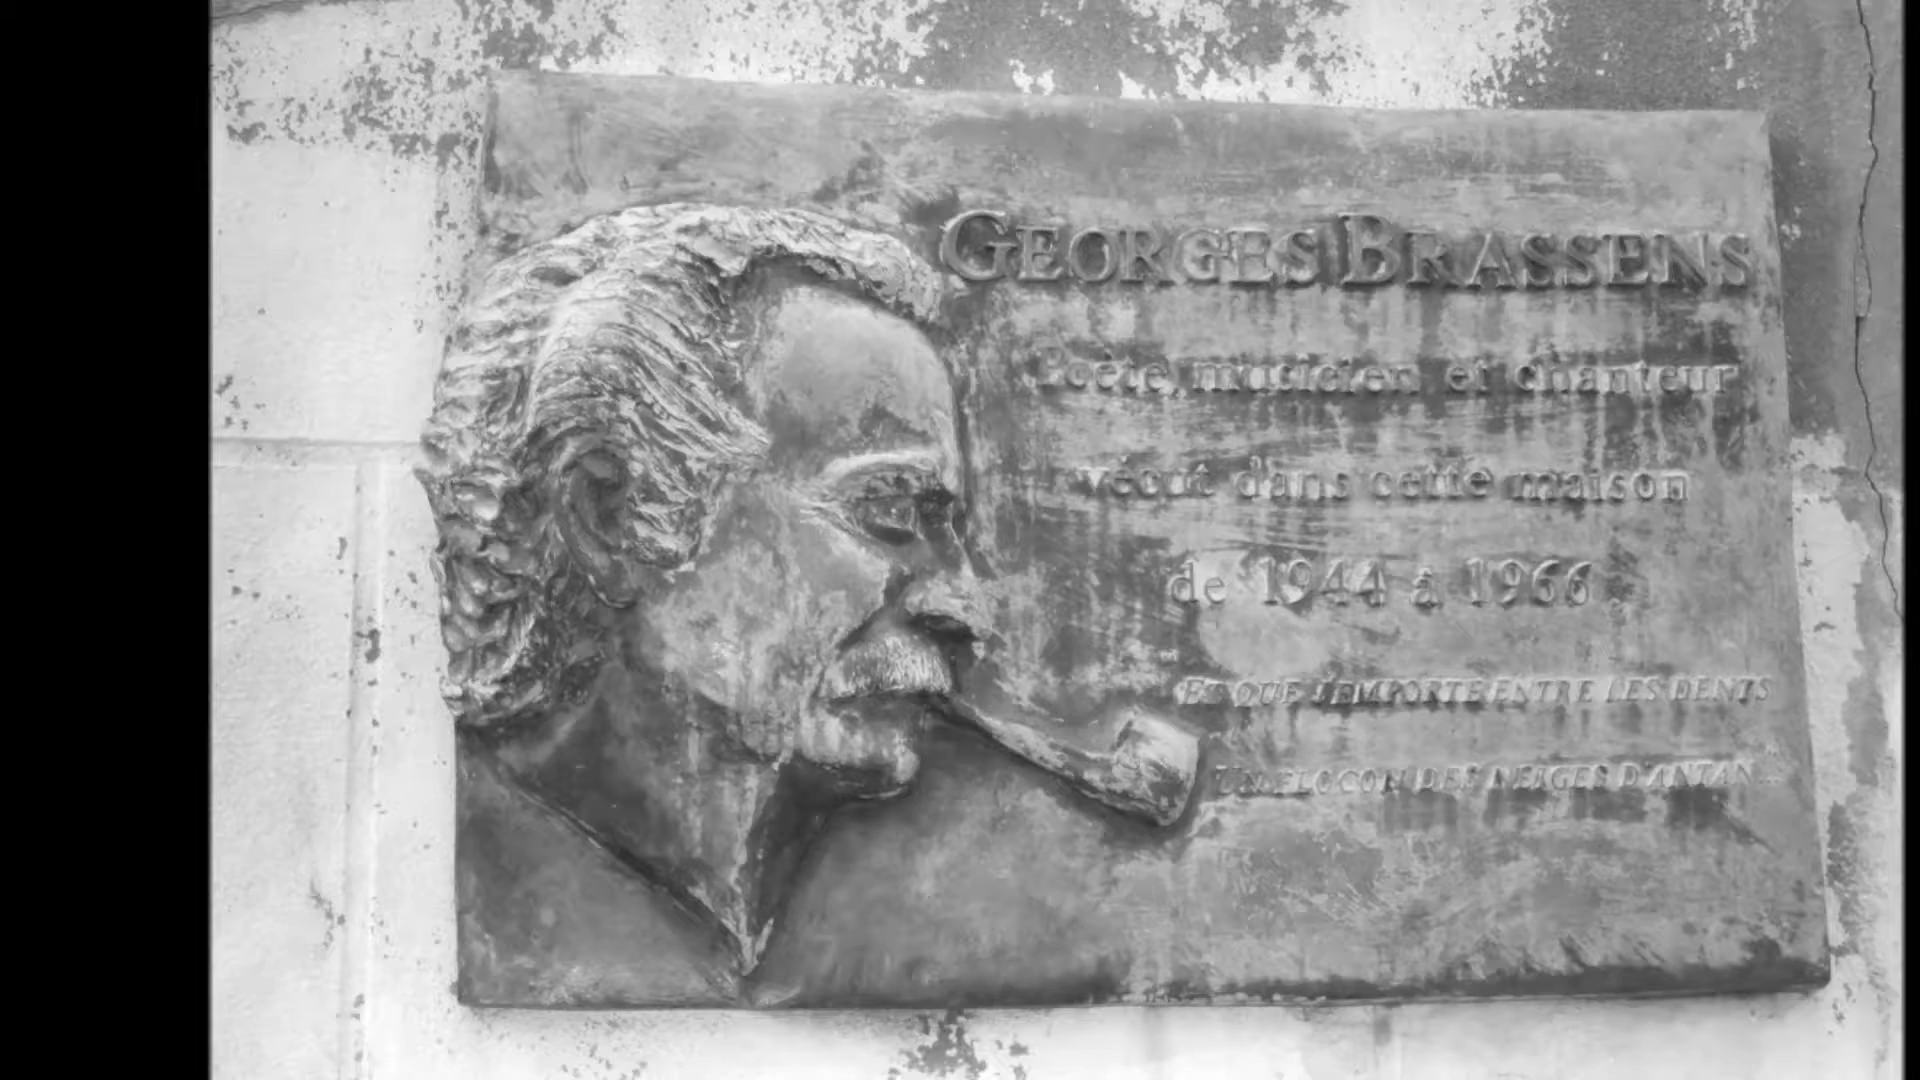 GEORGES BRASSENS
Poète, musicien et chanteur
vécut dans cette maison
de 1944 à 1966
ET QUE J'EMPORTE ENTRE LES DENTS
UN FLOCON DES NEIGES D'ANTAN...